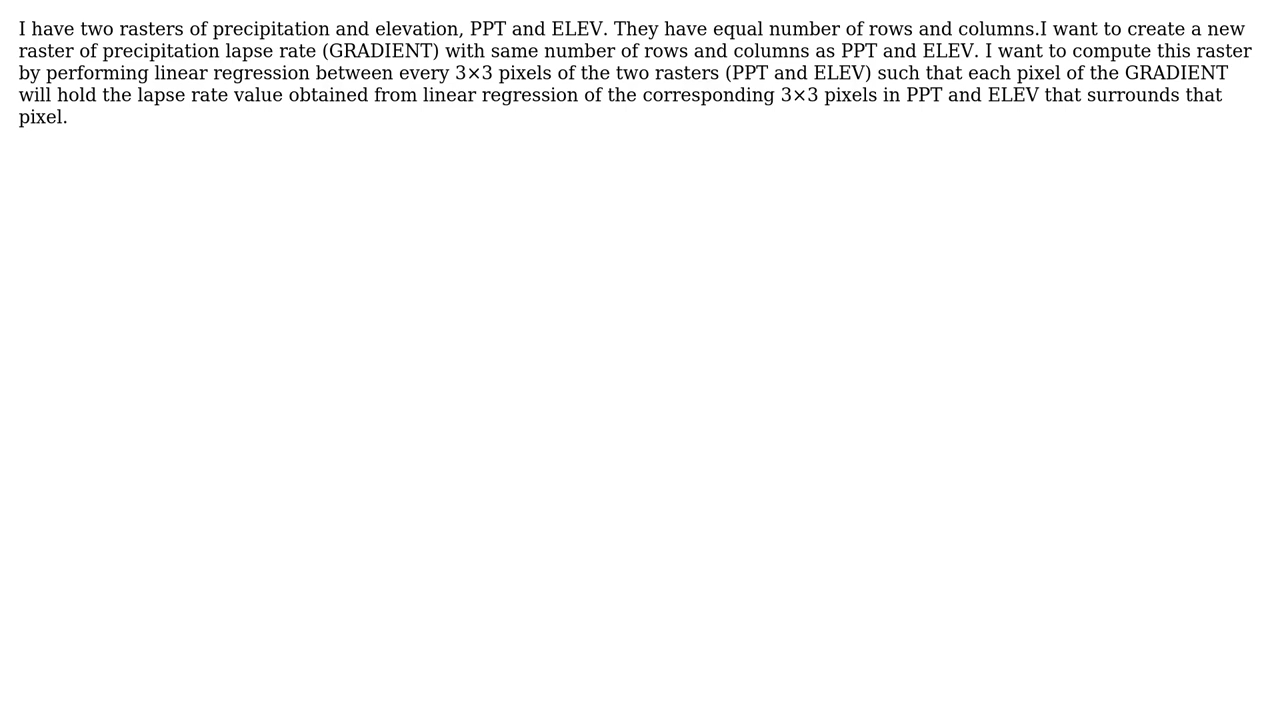 I have two rasters of precipitation and elevation, PPT and ELEV. They have equal number of rows and columns.I want to create a new
raster of precipitation lapse rate (GRADIENT) with same number of rows and columns as PPT and ELEV. I want to compute this raster
by performing linear regression between every 3×3 pixels of the two rasters (PPT and ELEV) such that each pixel of the GRADIENT
will hold the lapse rate value obtained from linear regression of the corresponding 3×3 pixels in PPT and ELEV that surrounds that
pixel.